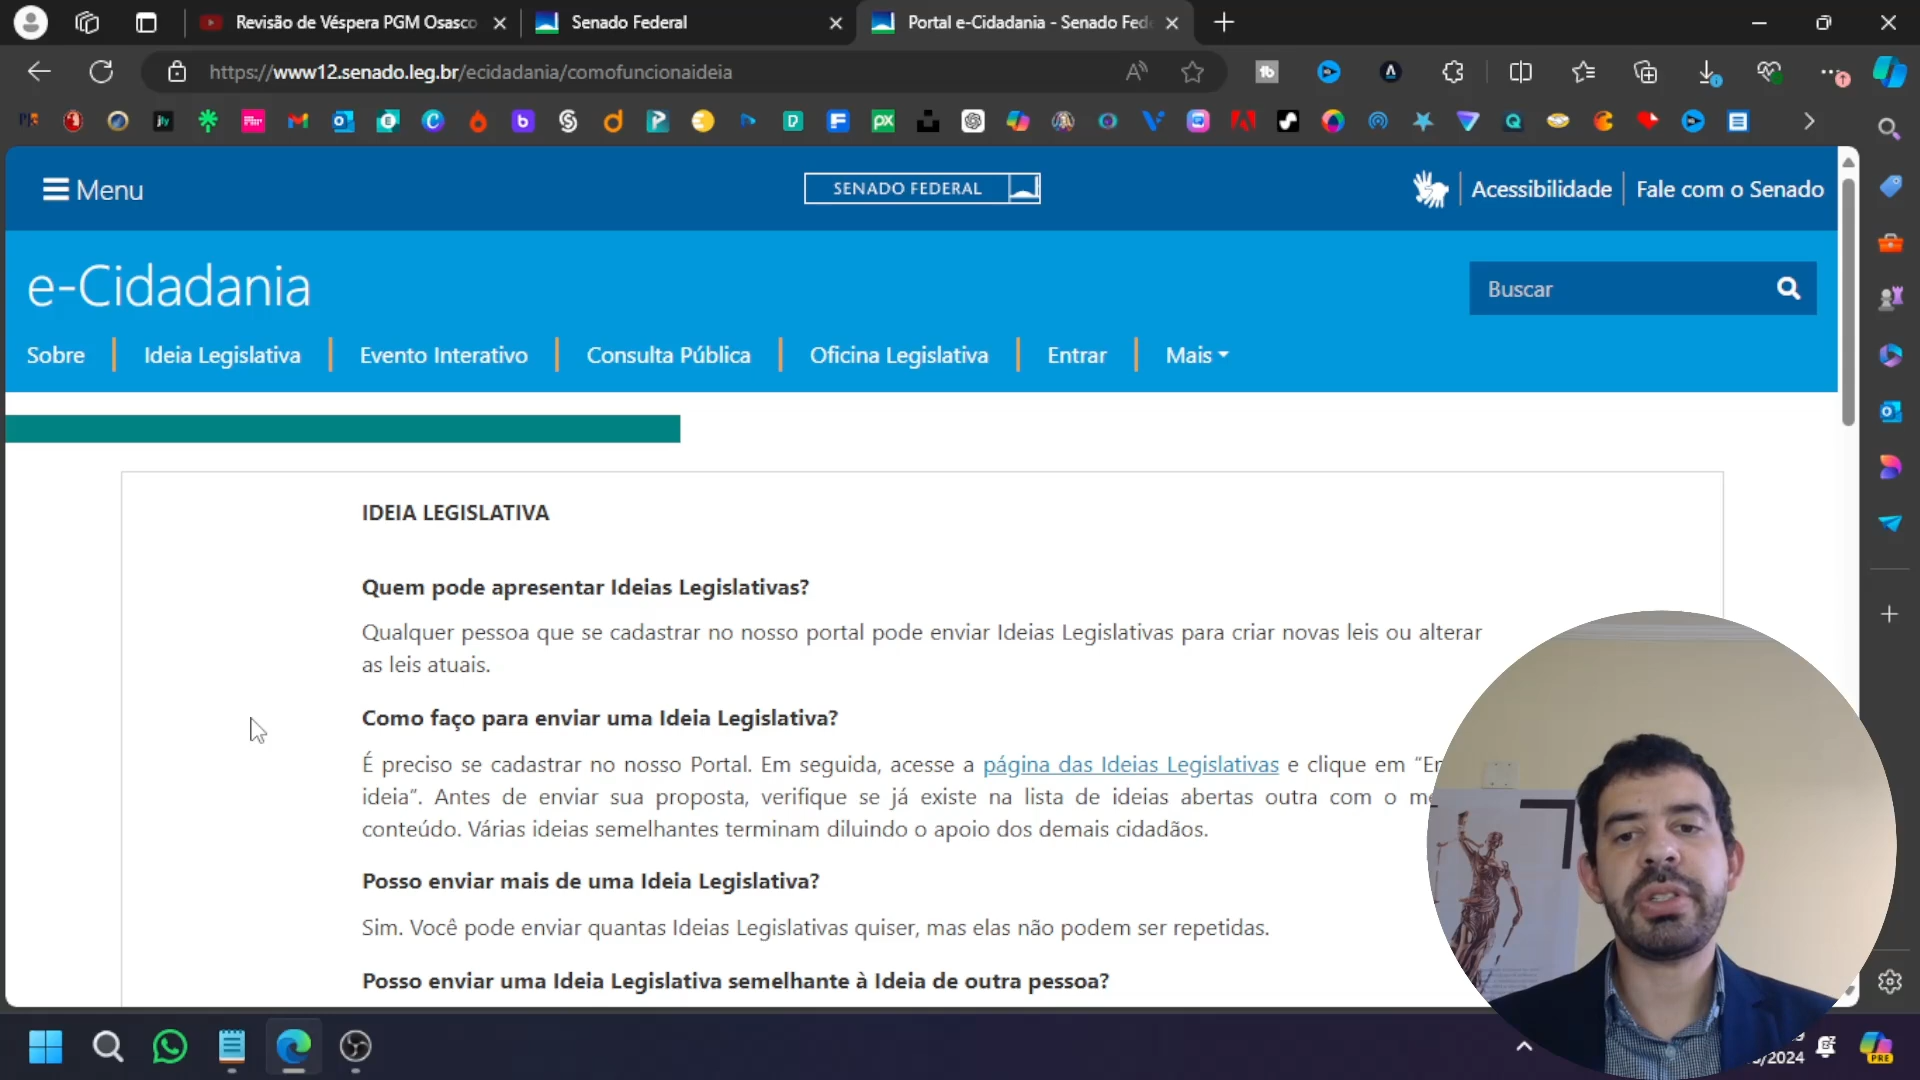 Revisão de Véspera PGM Osasco
Senado Federal
Portal e-Cidadania - Senado Fede
https://www12.senado.leg.br/ecidadania/comofuncionaideia
Menu
SENADO FEDERAL
Acessibilidade
Fale com o Senado
e-Cidadania
Buscar
Sobre
Ideia Legislativa
Evento Interativo
Consulta Pública
Oficina Legislativa
Entrar
Mais
IDEIA LEGISLATIVA
Quem pode apresentar Ideias Legislativas?
Qualquer pessoa que se cadastrar no nosso portal pode enviar Ideias Legislativas para criar novas leis ou alterar
as leis atuais.
Como faço para enviar uma Ideia Legislativa?
É preciso se cadastrar no nosso Portal. Em seguida, acesse a página das Ideias Legislativas e clique em “En
ideia”. Antes de enviar sua proposta, verifique se já existe na lista de ideias abertas outra com o me
conteúdo. Várias ideias semelhantes terminam diluindo o apoio dos demais cidadãos.
Posso enviar mais de uma Ideia Legislativa?
Sim. Você pode enviar quantas Ideias Legislativas quiser, mas elas não podem ser repetidas.
Posso enviar uma Ideia Legislativa semelhante à Ideia de outra pessoa?
/2024
PRE